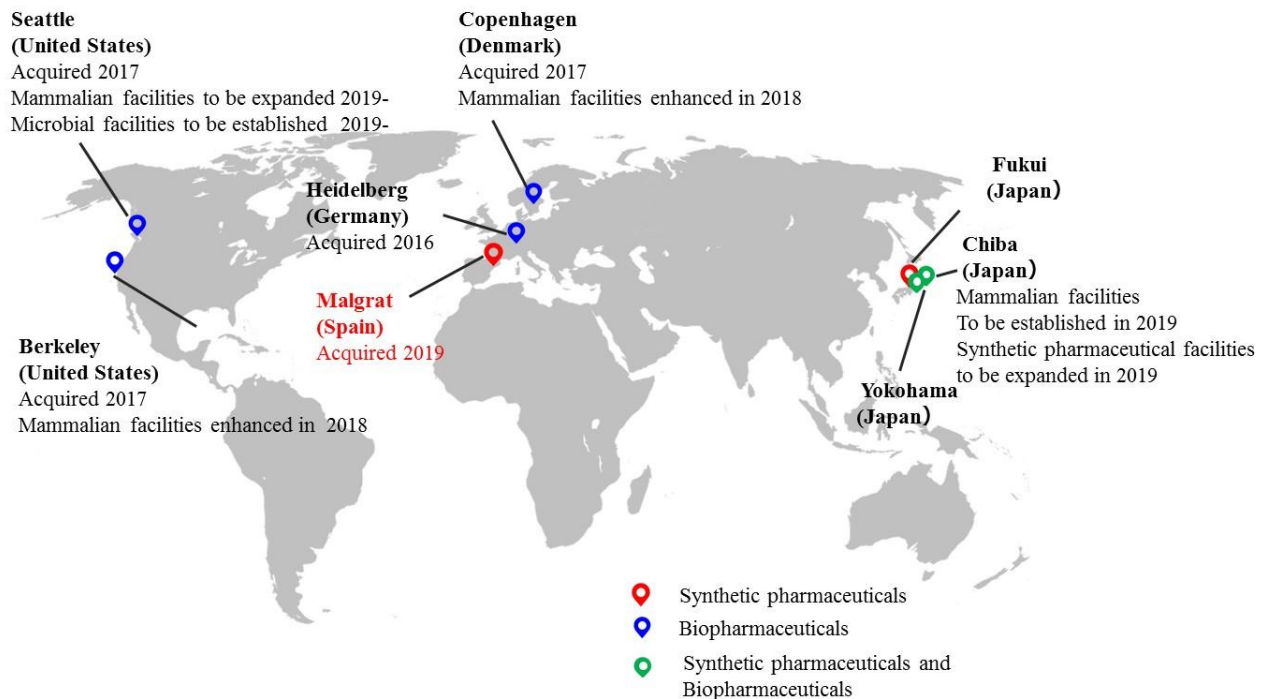 Seattle
(United States)
Acquired 2017
Mammalian facilities to be expanded 2019-
Microbial facilities to be established 2019-
Copenhagen
(Denmark)
Acquired 2017
Mammalian facilities enhanced in 2018
Heidelberg
(Germany)
Acquired 2016
Malgrat
(Spain)
Acquired 2019
Berkeley
(United States)
Acquired 2017
Mammalian facilities enhanced in 2018
Fukui
(Japan）
Chiba
(Japan）
Mammalian facilities
To be established in 2019
Synthetic pharmaceutical facilities
to be expanded in 2019
Yokohama
(Japan）
Synthetic pharmaceuticals
Biopharmaceuticals
Synthetic pharmaceuticals and
Biopharmaceuticals